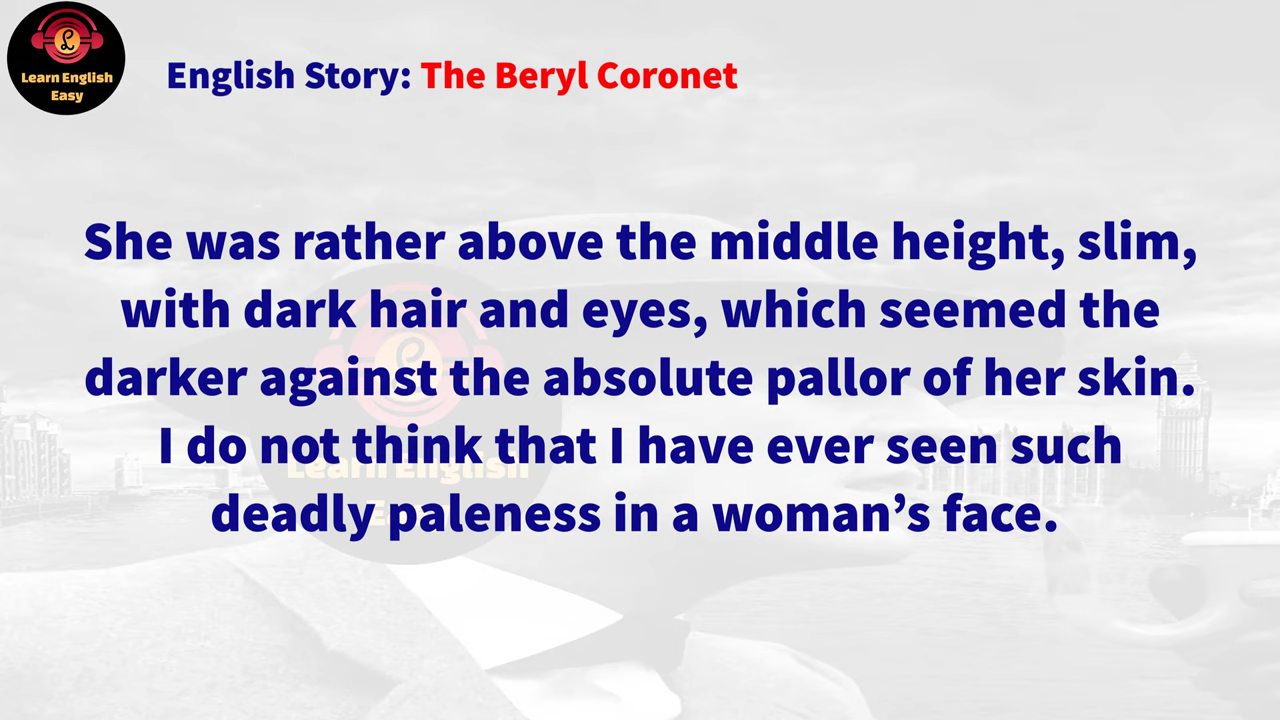 Learn English
Easy
English Story: The Beryl Coronet
She was rather above the middle height, slim,
with dark hair and eyes, which seemed the
darker against the absolute pallor of her skin.
I do not think that I have ever seen such
deadly paleness in a woman’s face.
Learn English